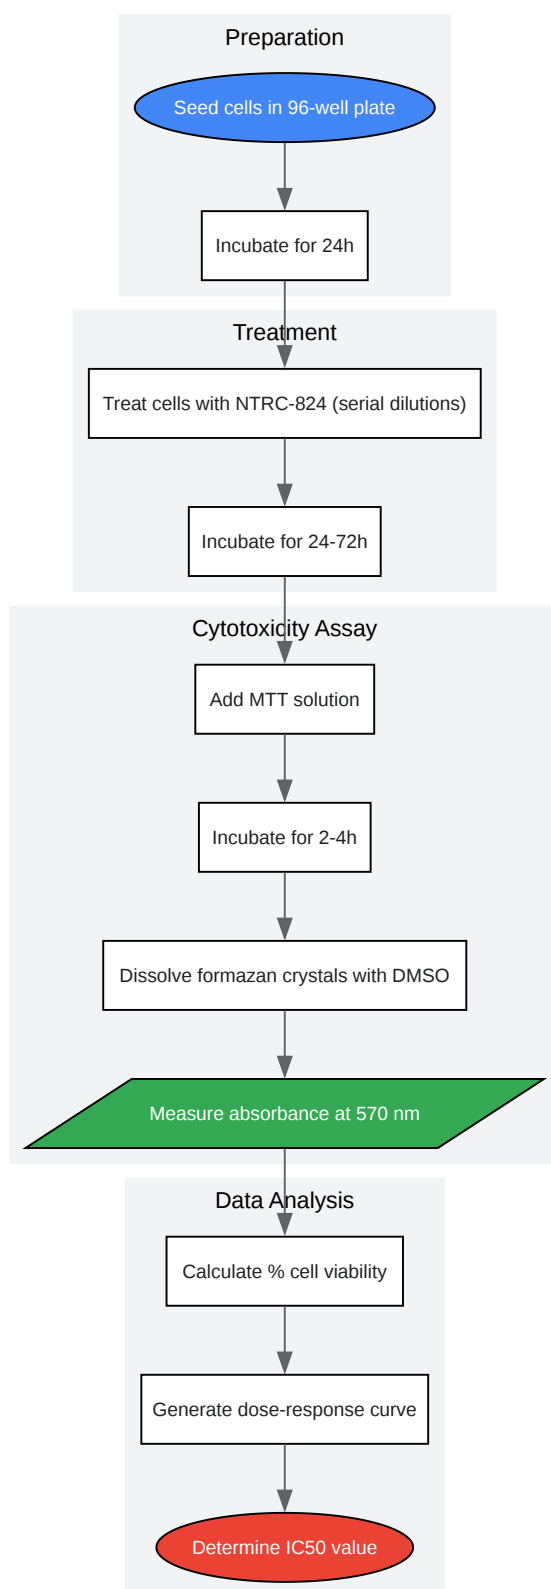 Preparation
Seed cells in 96-well plate
Incubate for 24h
Treatment
Treat cells with NTRC-824 (serial dilutions)
Incubate for 24-72h
Cytotoxicity Assay
Add MTT solution
Incubate for 2-4h
Dissolve formazan crystals with DMSO
Measure absorbance at 570 nm
Data Analysis
Calculate % cell viability
Generate dose-response curve
Determine IC50 value